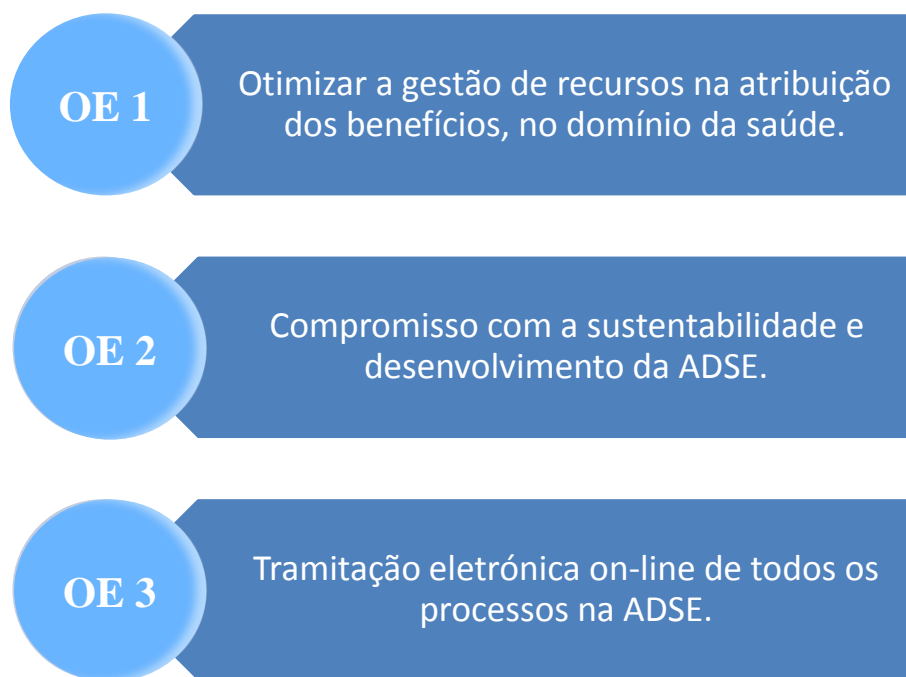 OE 1
Otimizar a gestão de recursos na atribuição
dos benefícios, no domínio da saúde.
OE 2
Compromisso com a sustentabilidade e
desenvolvimento da ADSE.
OE 3
Tramitação eletrónica on-line de todos os
processos na ADSE.